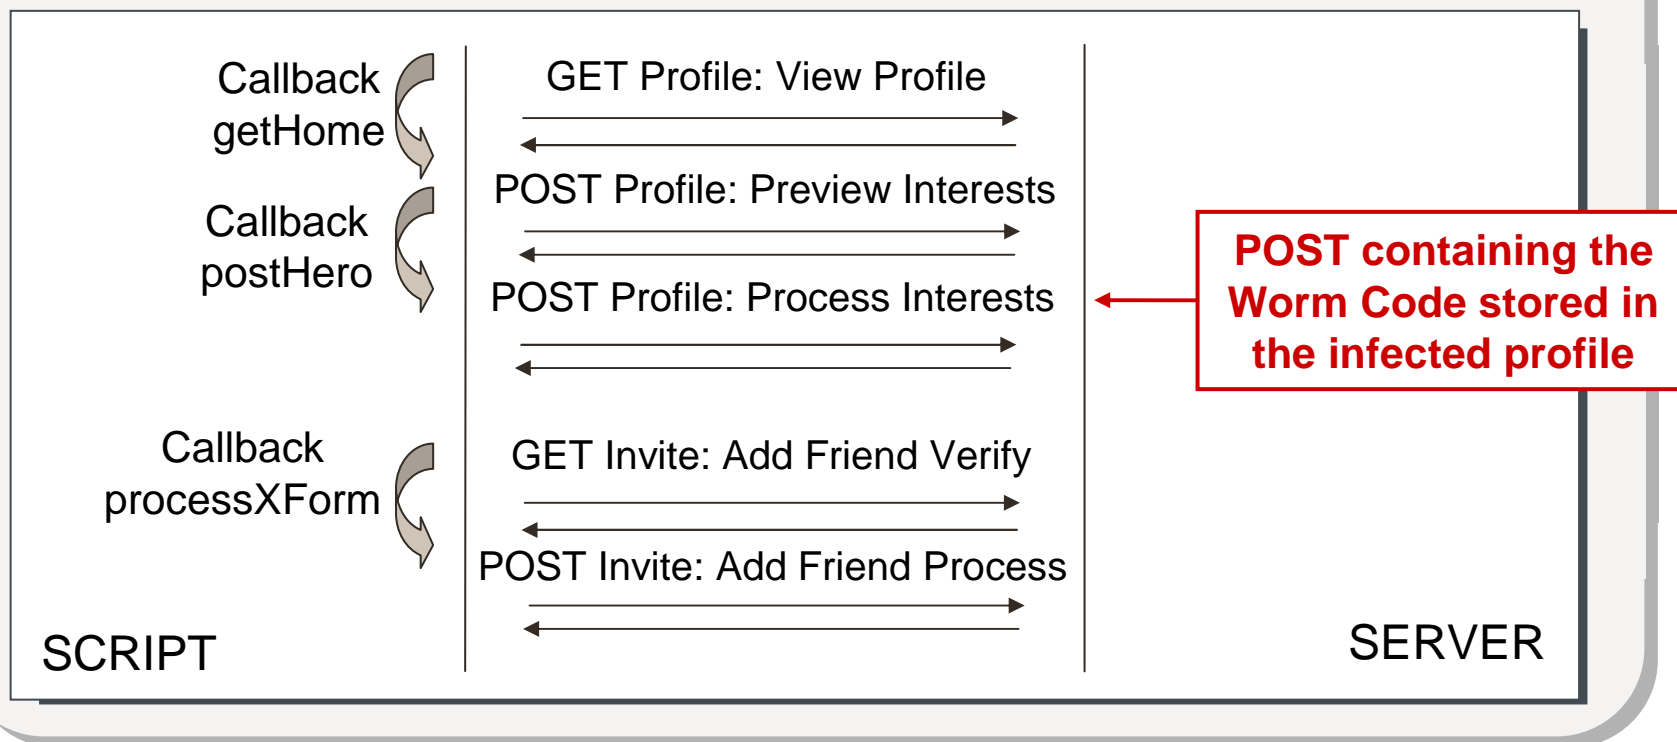 Callback
getHome
GET Profile: View Profile
POST Profile: Preview Interests
Callback
postHero
POST Profile: Process Interests
POST containing the
Worm Code stored in
the infected profile
Callback
processXForm
GET Invite: Add Friend Verify
POST Invite: Add Friend Process
SCRIPT
SERVER